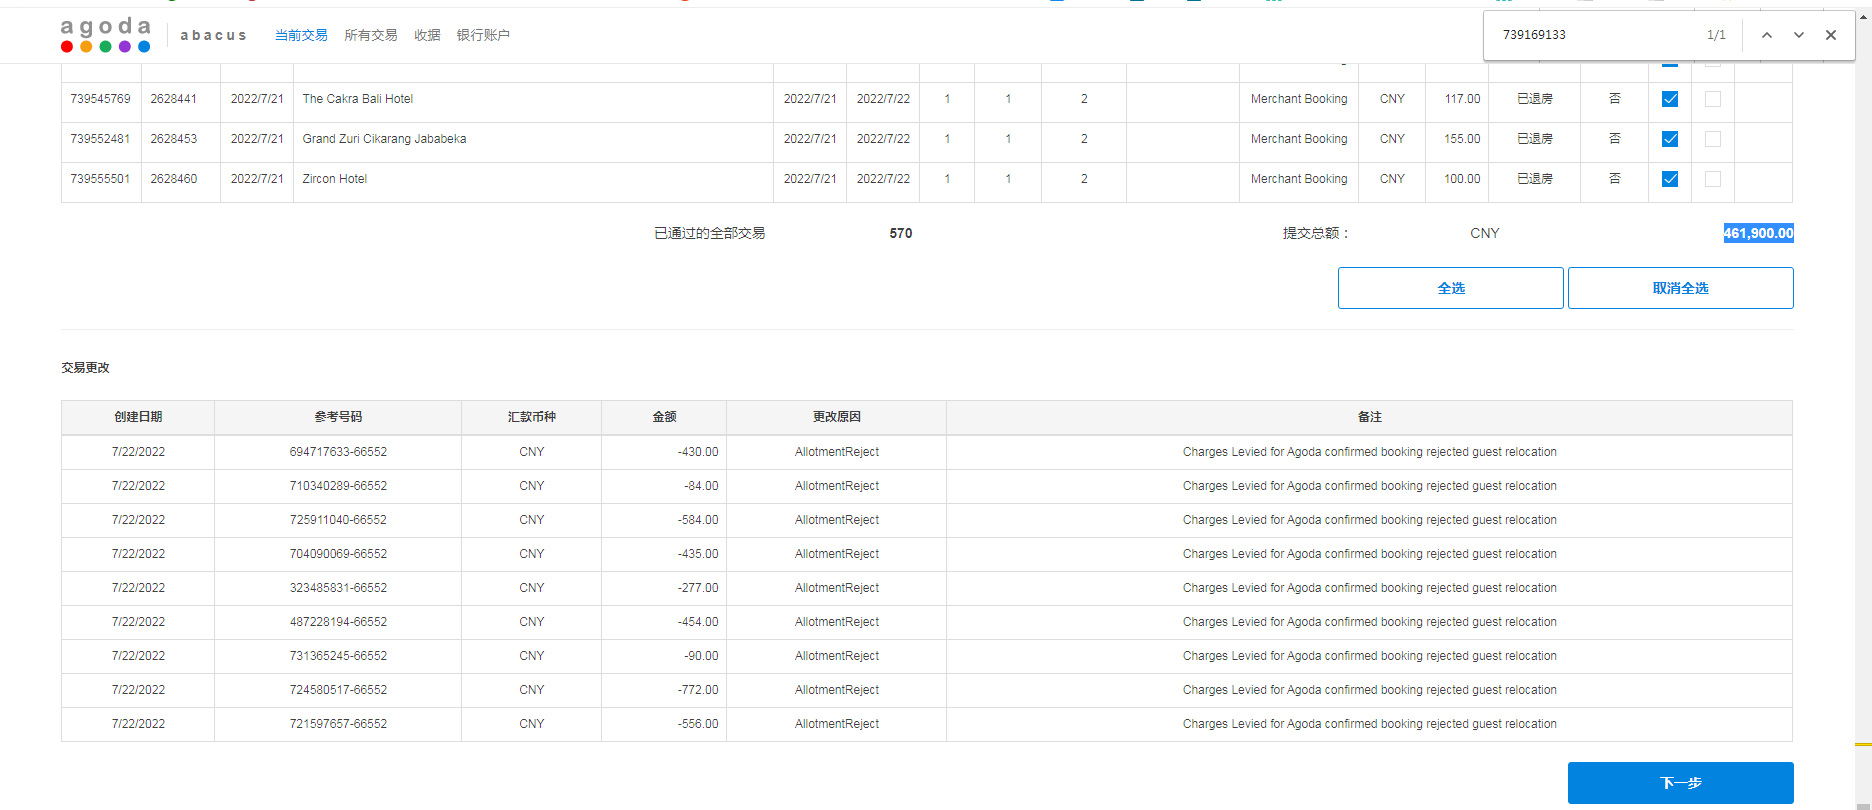 agoda abacus 当前交易 所有交易 收据 银行账户
739169133 1/1
739545769 2628441 2022/7/21 The Cakra Bali Hotel 2022/7/21 2022/7/22 1 1 2 Merchant Booking CNY 117.00 已退房 否
739552481 2628453 2022/7/21 Grand Zuri Cikarang Jababeka 2022/7/21 2022/7/22 1 1 2 Merchant Booking CNY 155.00 已退房 否
739555501 2628460 2022/7/21 Zircon Hotel 2022/7/21 2022/7/22 1 1 2 Merchant Booking CNY 100.00 已退房 否
已通过的全部交易 570 提交总额： CNY 461,900.00
全选 取消全选
交易更改
创建日期 参考号码 汇款币种 金额 更改原因 备注
7/22/2022 694717633-66552 CNY -430.00 AllotmentReject Charges Levied for Agoda confirmed booking rejected guest relocation
7/22/2022 710340289-66552 CNY -84.00 AllotmentReject Charges Levied for Agoda confirmed booking rejected guest relocation
7/22/2022 725911040-66552 CNY -584.00 AllotmentReject Charges Levied for Agoda confirmed booking rejected guest relocation
7/22/2022 704090069-66552 CNY -435.00 AllotmentReject Charges Levied for Agoda confirmed booking rejected guest relocation
7/22/2022 323485831-66552 CNY -277.00 AllotmentReject Charges Levied for Agoda confirmed booking rejected guest relocation
7/22/2022 487228194-66552 CNY -454.00 AllotmentReject Charges Levied for Agoda confirmed booking rejected guest relocation
7/22/2022 731365245-66552 CNY -90.00 AllotmentReject Charges Levied for Agoda confirmed booking rejected guest relocation
7/22/2022 724580517-66552 CNY -772.00 AllotmentReject Charges Levied for Agoda confirmed booking rejected guest relocation
7/22/2022 721597657-66552 CNY -556.00 AllotmentReject Charges Levied for Agoda confirmed booking rejected guest relocation
下一步